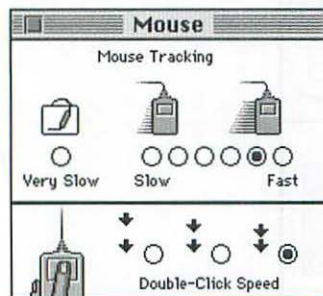 Mouse
Mouse Tracking
Very Slow Slow Fast
Double-Click Speed